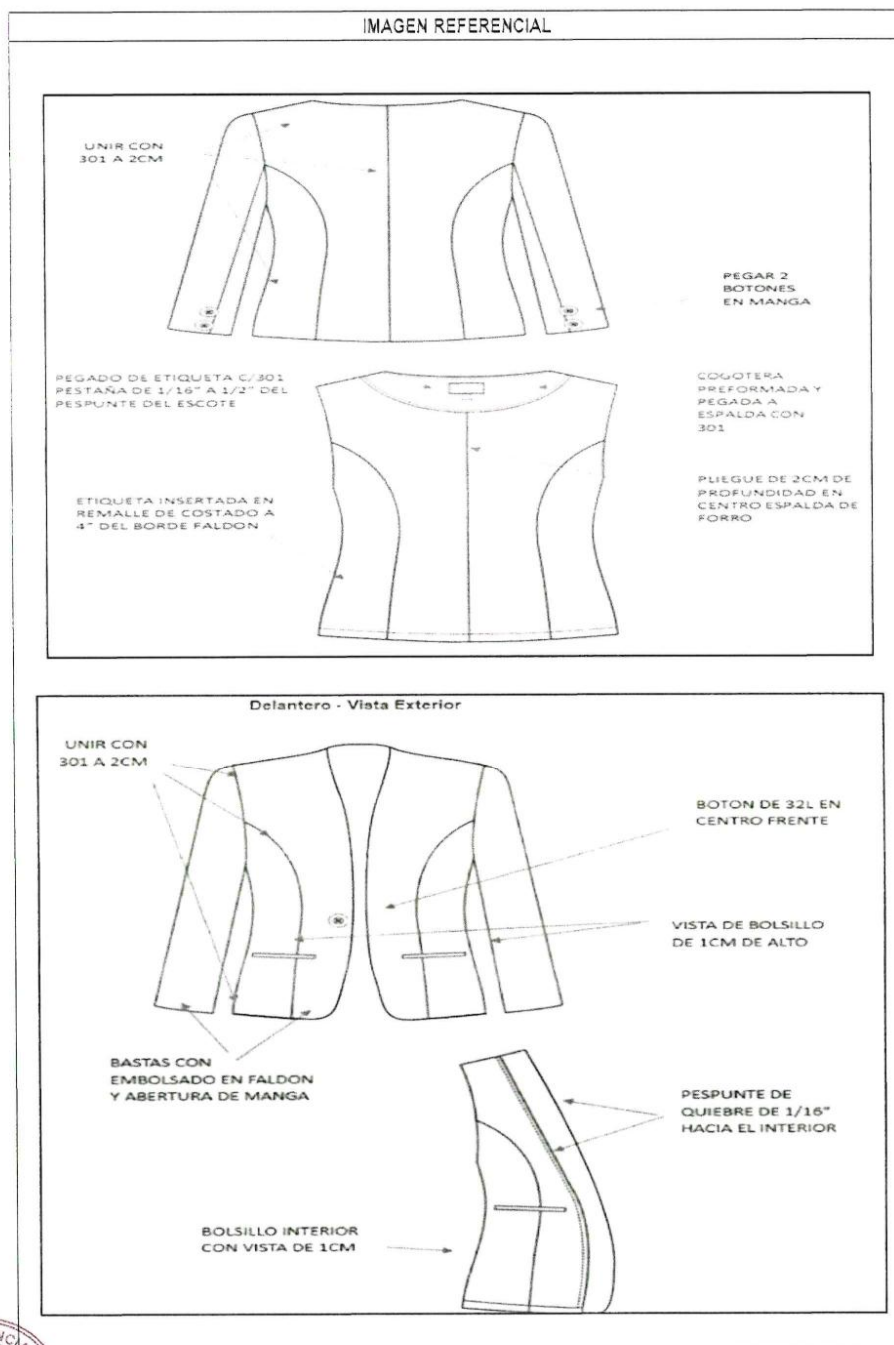 IMAGEN REFERENCIAL
UNIR CON
301 A 2CM
PEGAR 2
BOTONES
EN MANGA
PEGADO DE ETIQUETA C/301
PESTAÑA DE 1/16" A 1/2" DEL
PESPUNTE DEL ESCOTE
COGOTERA
PREFORMADA Y
PEGADA A
ESPALDA CON
301
ETIQUETA INSERTADA EN
REMALLE DE COSTADO A
4" DEL BORDE FALDON
PLIEGUE DE 2CM DE
PROFUNDIDAD EN
CENTRO ESPALDA DE
FORRO
Delantero - Vista Exterior
UNIR CON
301 A 2CM
BOTON DE 32L EN
CENTRO FRENTE
VISTA DE BOLSILLO
DE 1CM DE ALTO
BASTAS CON
EMBOLSADO EN FALDON
Y ABERTURA DE MANGA
PESPUNTE DE
QUIEBRE DE 1/16"
HACIA EL INTERIOR
BOLSILLO INTERIOR
CON VISTA DE 1CM